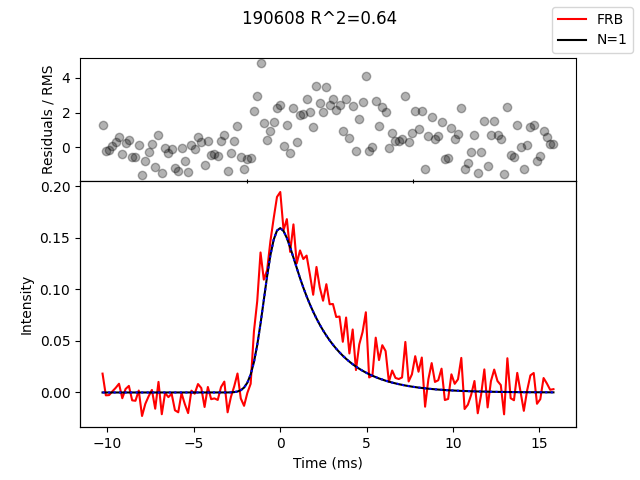 190608 R^2=0.64
FRB
N=1
Residuals / RMS
4
2
0
Intensity
0.20
0.15
0.10
0.05
0.00
−10 −5 0 5 10 15
Time (ms)